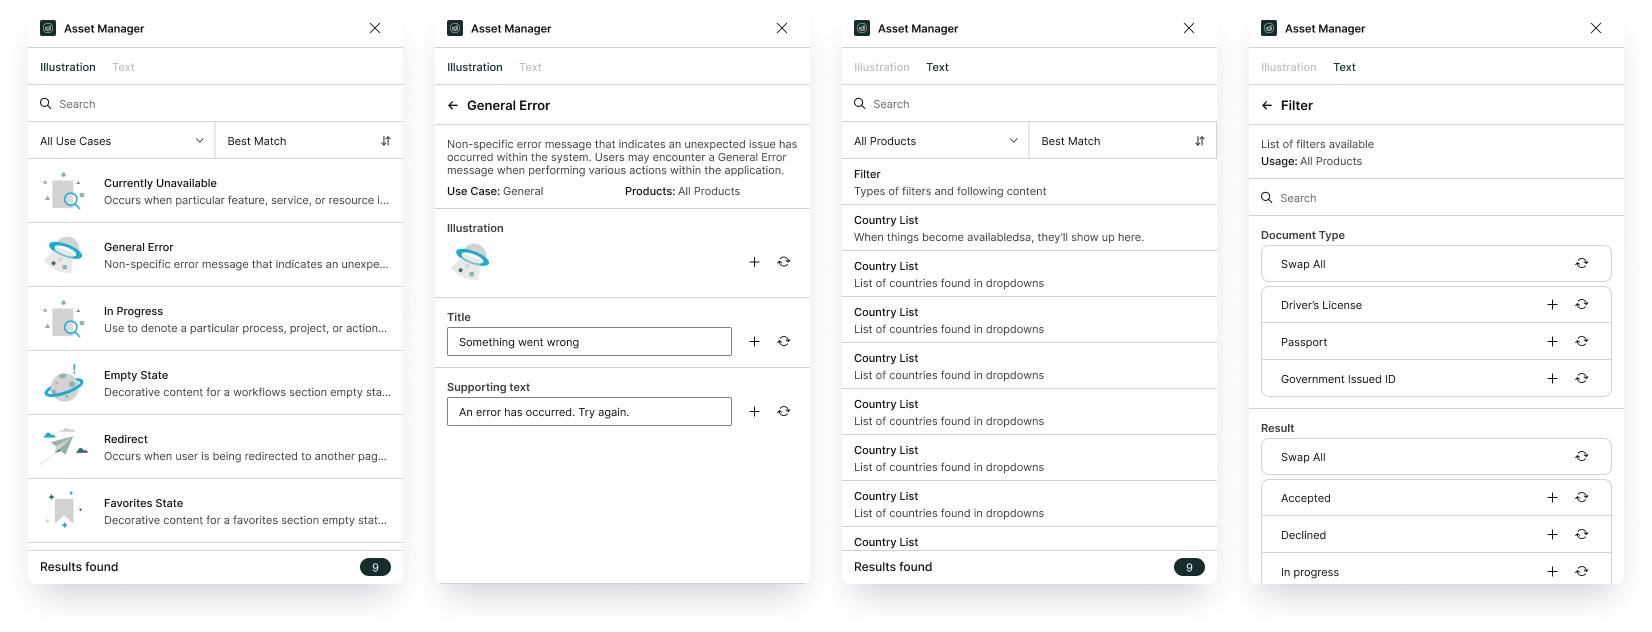 Asset Manager
Illustration Text
Search
All Use Cases Best Match
Currently Unavailable
Occurs when particular feature, service, or resource i...
General Error
Non-specific error message that indicates an unexpe...
In Progress
Use to denote a particular process, project, or action...
Empty State
Decorative content for a workflows section empty sta...
Redirect
Occurs when user is being redirected to another pag...
Favorites State
Decorative content for a favorites section empty stat...
Results found 9
Asset Manager
Illustration Text
General Error
Non-specific error message that indicates an unexpected issue has
occurred within the system. Users may encounter a General Error
message when performing various actions within the application.
Use Case: General Products: All Products
Illustration
Title
Something went wrong
Supporting text
An error has occurred. Try again.
Asset Manager
Illustration Text
Search
All Products Best Match
Filter
Types of filters and following content
Country List
When things become availabledsa, they'll show up here.
Country List
List of countries found in dropdowns
Country List
List of countries found in dropdowns
Country List
List of countries found in dropdowns
Country List
List of countries found in dropdowns
Country List
List of countries found in dropdowns
Country List
List of countries found in dropdowns
Country List
Results found 9
Asset Manager
Illustration Text
Filter
List of filters available
Usage: All Products
Search
Document Type
Swap All
Driver's License
Passport
Government Issued ID
Result
Swap All
Accepted
Declined
In progress